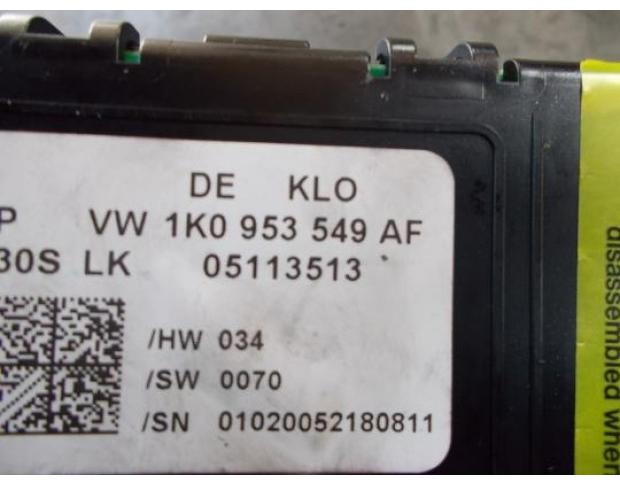 DE KLO
P VW 1K0 953 549 AF
30S LK 05113513
/HW 034
/SW 0070
/SN 01020052180811
disassembled when